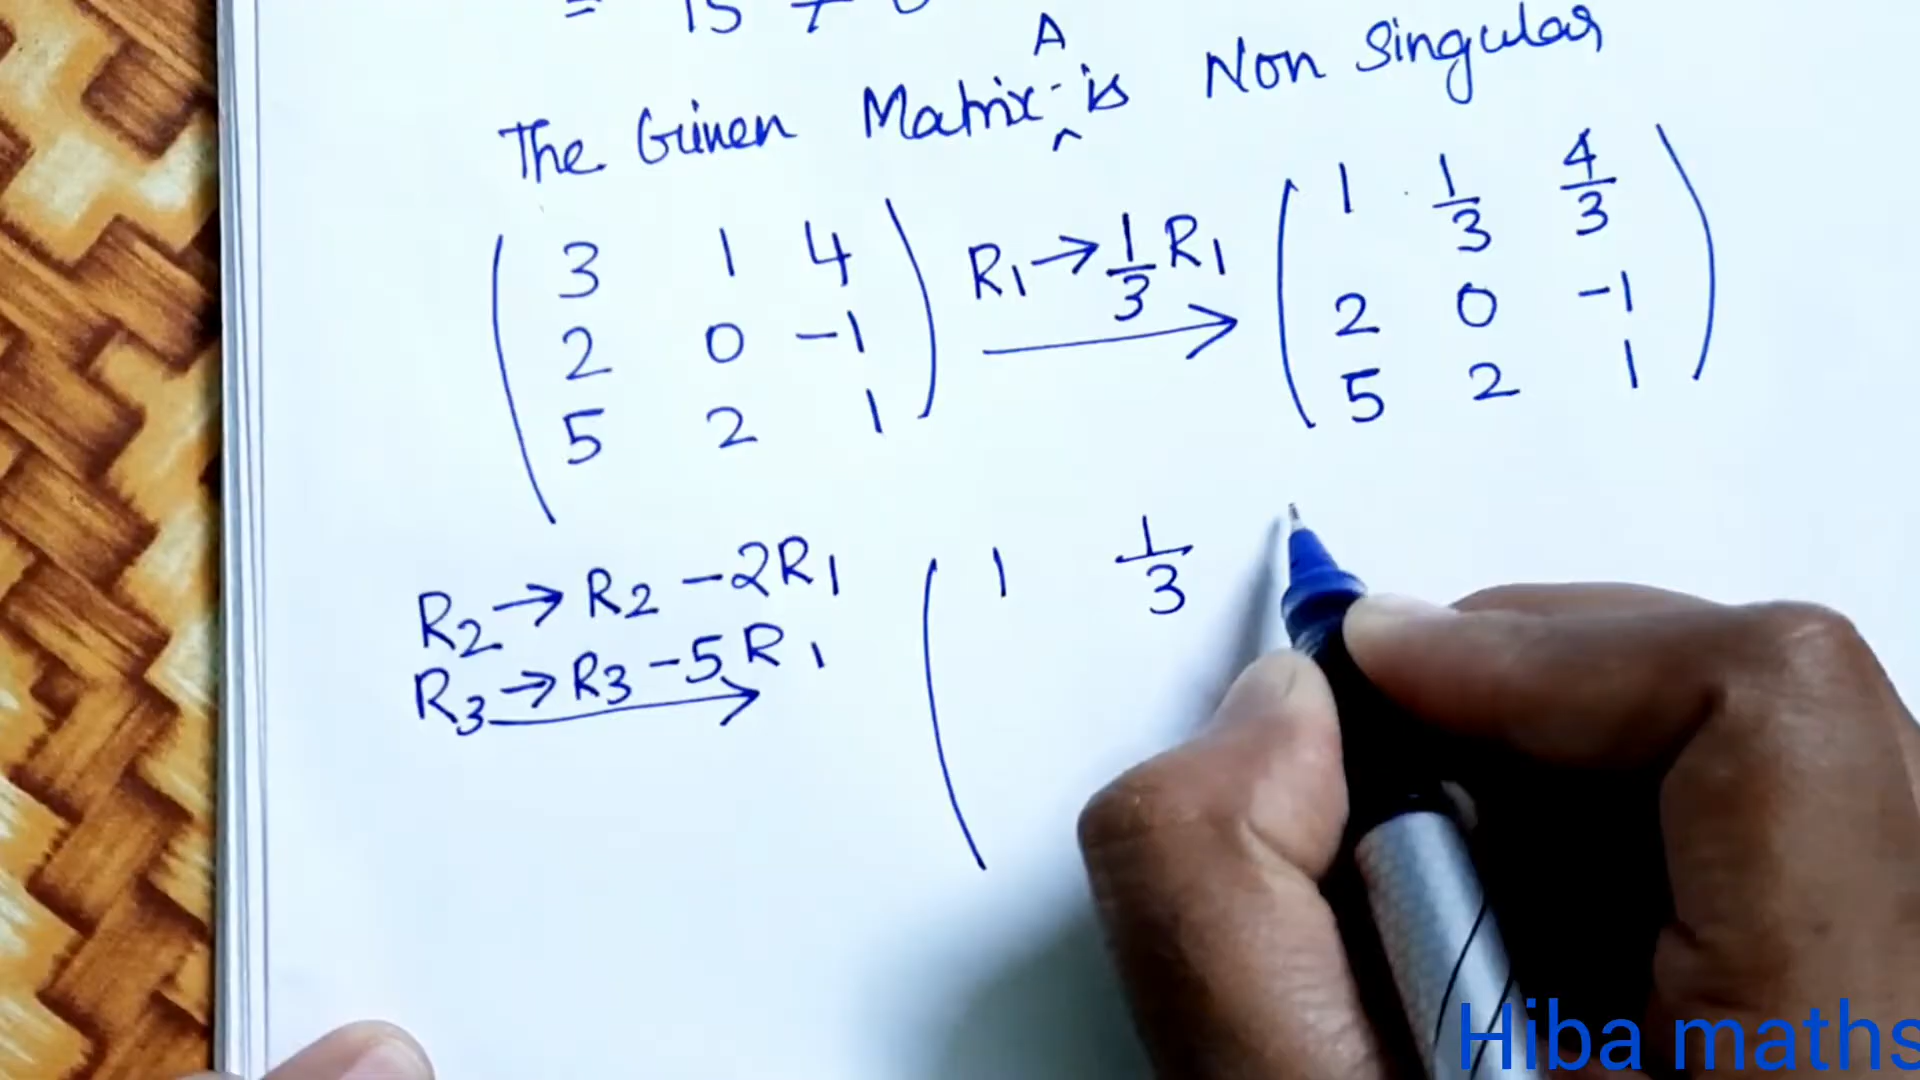 = 15 ≠ 0
A
The Given Matrix is Non Singular
( 3 1 4 ) R1→1/3 R1 ( 1 1/3 4/3 )
2 0 -1 2 0 -1
5 2 1 5 2 1
R2→R2-2R1 ( 1 1/3
R3→R3-5R1
Hiba maths